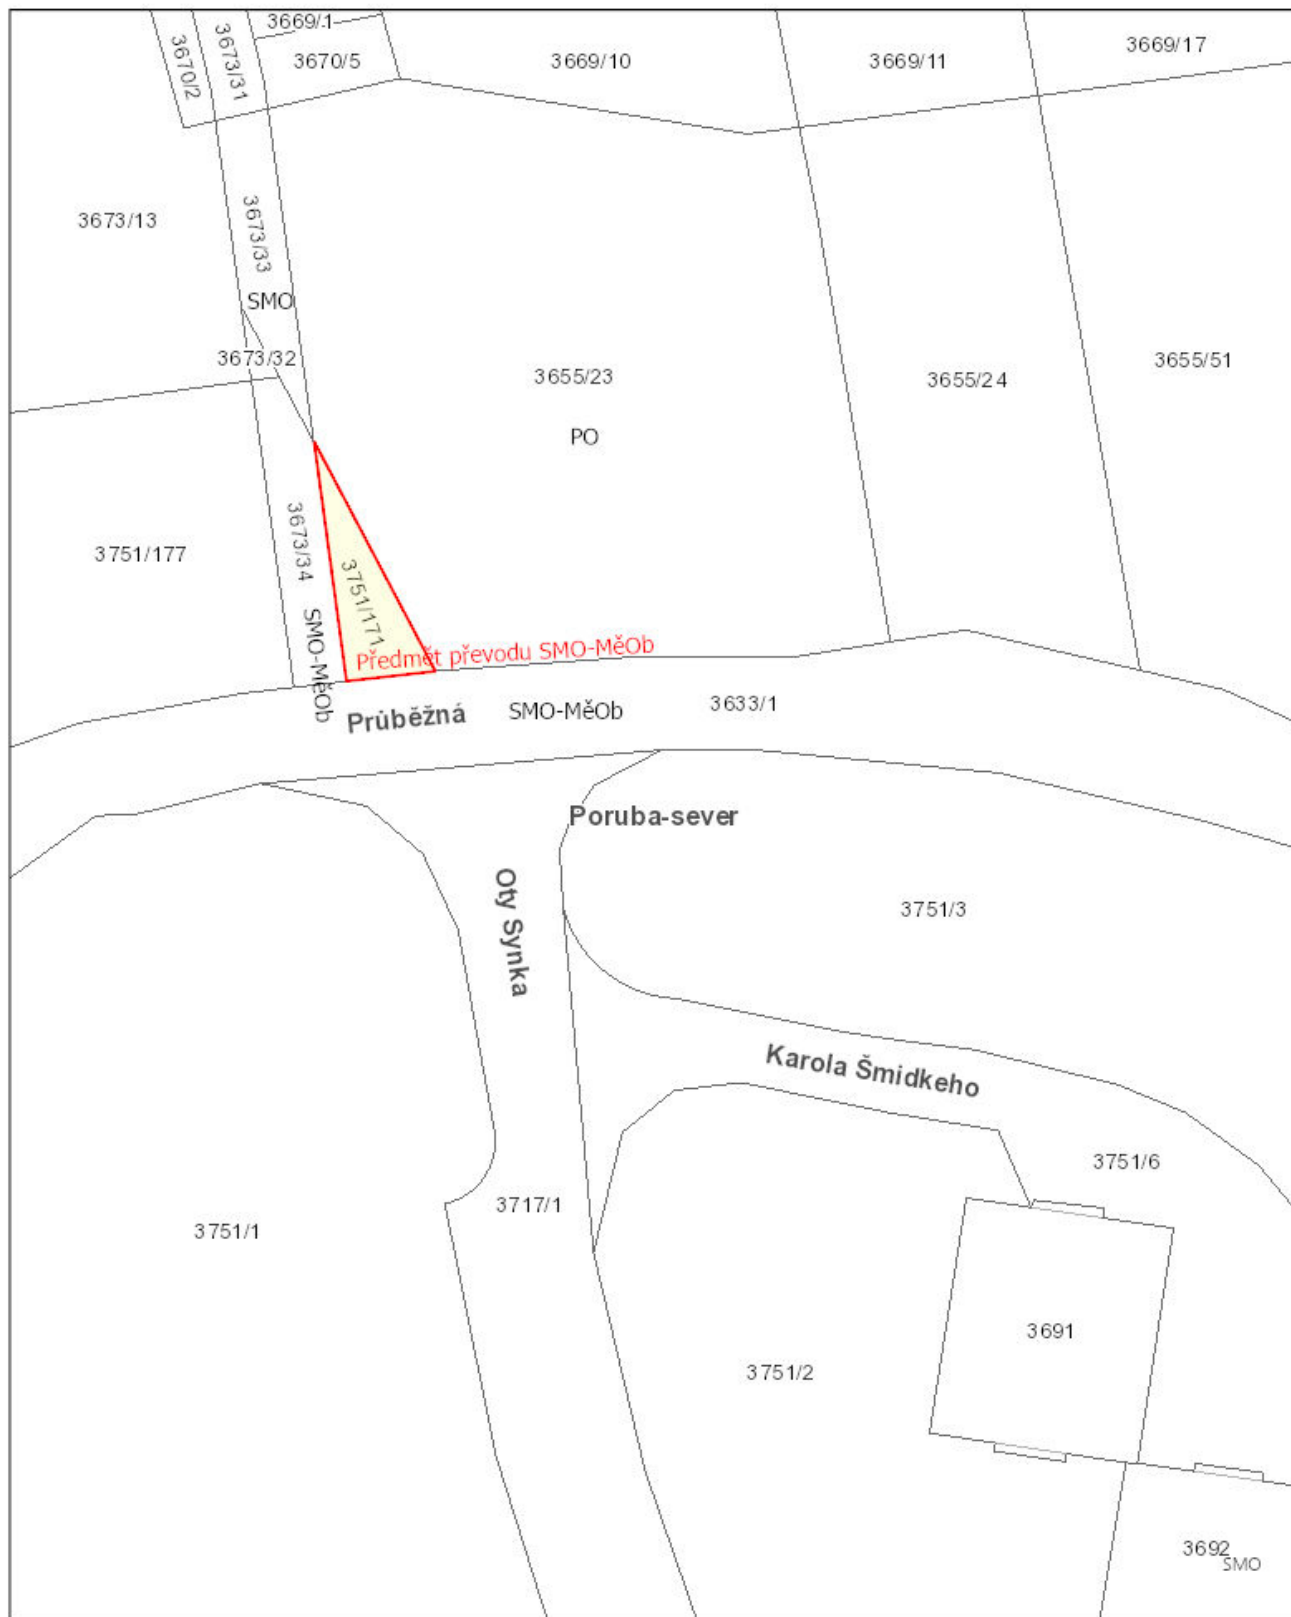 3669/1
3670/2
3673/31
3670/5
3669/10
3669/11
3669/17
3673/13
3673/33
SMO
3673/32
3655/23
3655/24
3655/51
PO
3751/177
3673/34
SMO-MěOb
3751/171
Předmět převodu SMO-MěOb
Průběžná
SMO-MěOb
3633/1
Poruba-sever
Oty Synka
3751/3
Karola Šmidkeho
3751/6
3717/1
3751/1
3691
3751/2
3692
SMO